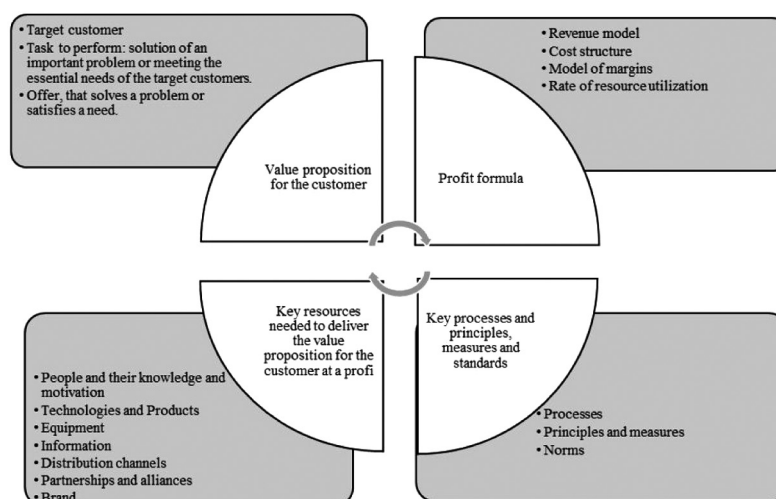 • Target customer
• Task to perform: solution of an
important problem or meeting the
essential needs of the target customers.
• Offer, that solves a problem or
satisfies a need.
• Revenue model
• Cost structure
• Model of margins
• Rate of resource utilization
Value proposition
for the customer
Profit formula
Key resources
needed to deliver
the value
proposition for the
customer at a profi
Key processes and
principles,
measures and
standards
• People and their knowledge and
motivation
• Technologies and Products
• Equipment
• Information
• Distribution channels
• Partnerships and alliances
• Brand
• Processes
• Principles and measures
• Norms